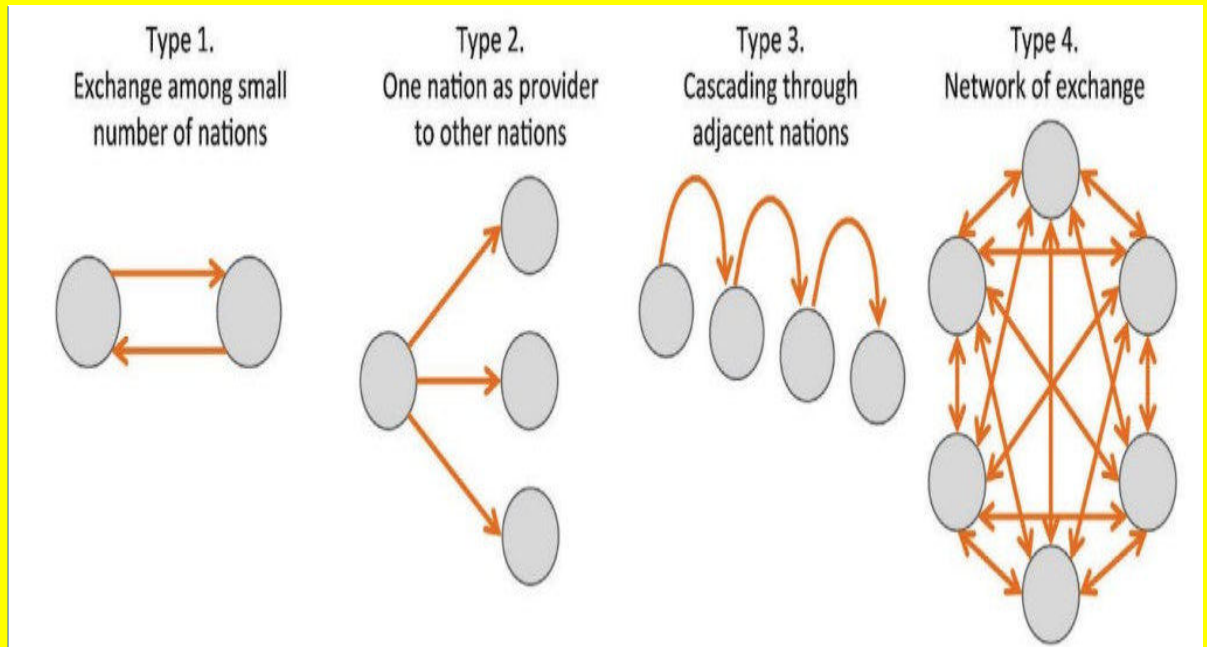 Type 1.
Exchange among small
number of nations
Type 2.
One nation as provider
to other nations
Type 3.
Cascading through
adjacent nations
Type 4.
Network of exchange